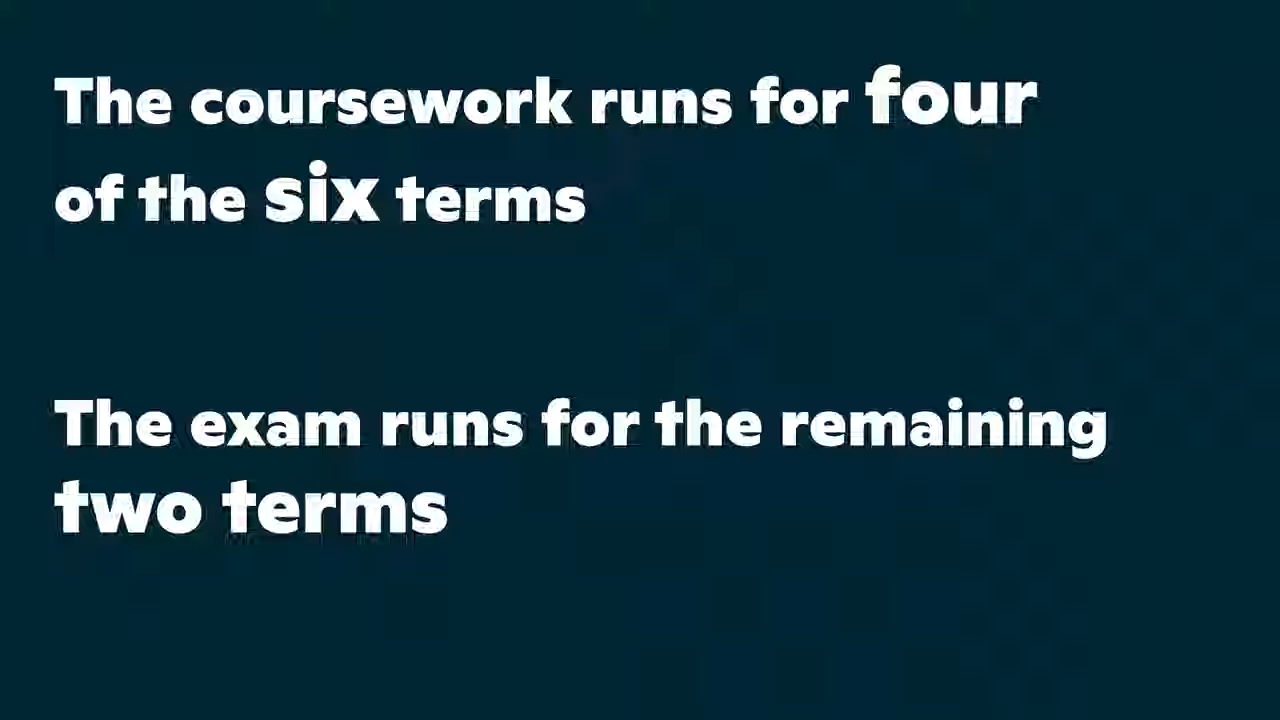 The coursework runs for four
of the six terms
The exam runs for the remaining
two terms